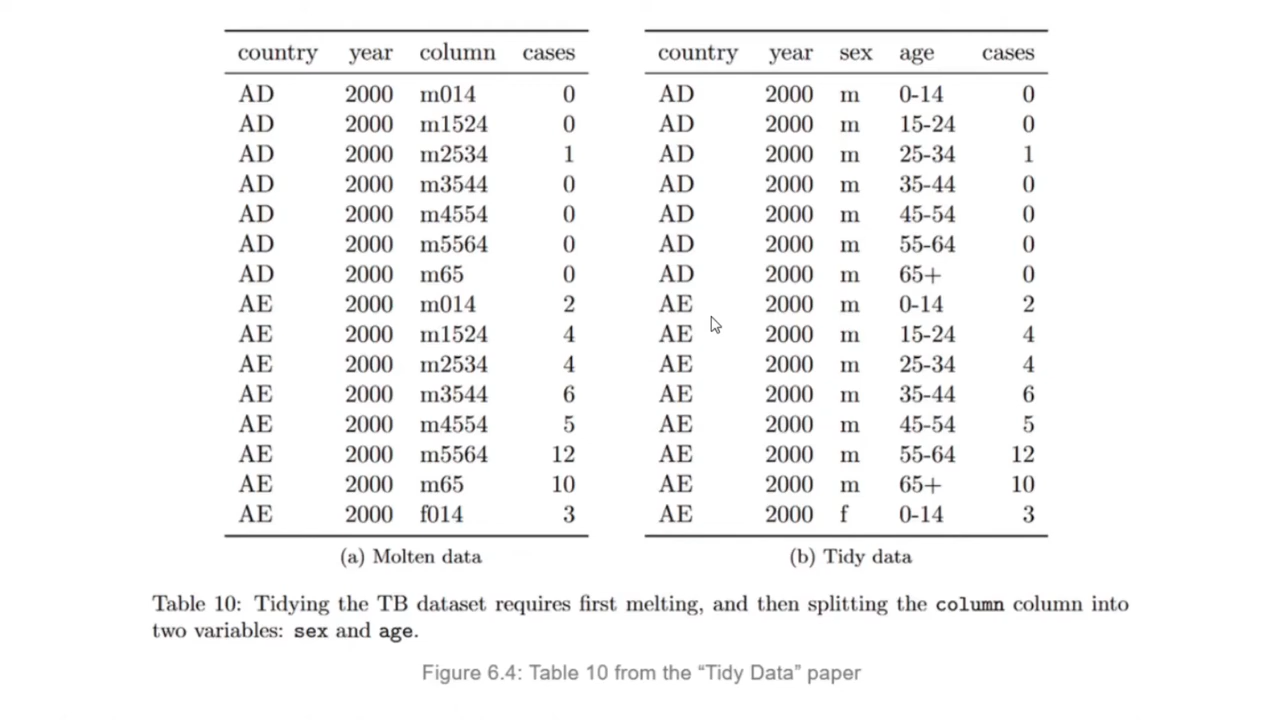 country year column cases
AD 2000 m014 0
AD 2000 m1524 0
AD 2000 m2534 1
AD 2000 m3544 0
AD 2000 m4554 0
AD 2000 m5564 0
AD 2000 m65 0
AE 2000 m014 2
AE 2000 m1524 4
AE 2000 m2534 4
AE 2000 m3544 6
AE 2000 m4554 5
AE 2000 m5564 12
AE 2000 m65 10
AE 2000 f014 3
(a) Molten data
country year sex age cases
AD 2000 m 0-14 0
AD 2000 m 15-24 0
AD 2000 m 25-34 1
AD 2000 m 35-44 0
AD 2000 m 45-54 0
AD 2000 m 55-64 0
AD 2000 m 65+ 0
AE 2000 m 0-14 2
AE 2000 m 15-24 4
AE 2000 m 25-34 4
AE 2000 m 35-44 6
AE 2000 m 45-54 5
AE 2000 m 55-64 12
AE 2000 m 65+ 10
AE 2000 f 0-14 3
(b) Tidy data
Table 10: Tidying the TB dataset requires first melting, and then splitting the column column into
two variables: sex and age.
Figure 6.4: Table 10 from the “Tidy Data” paper